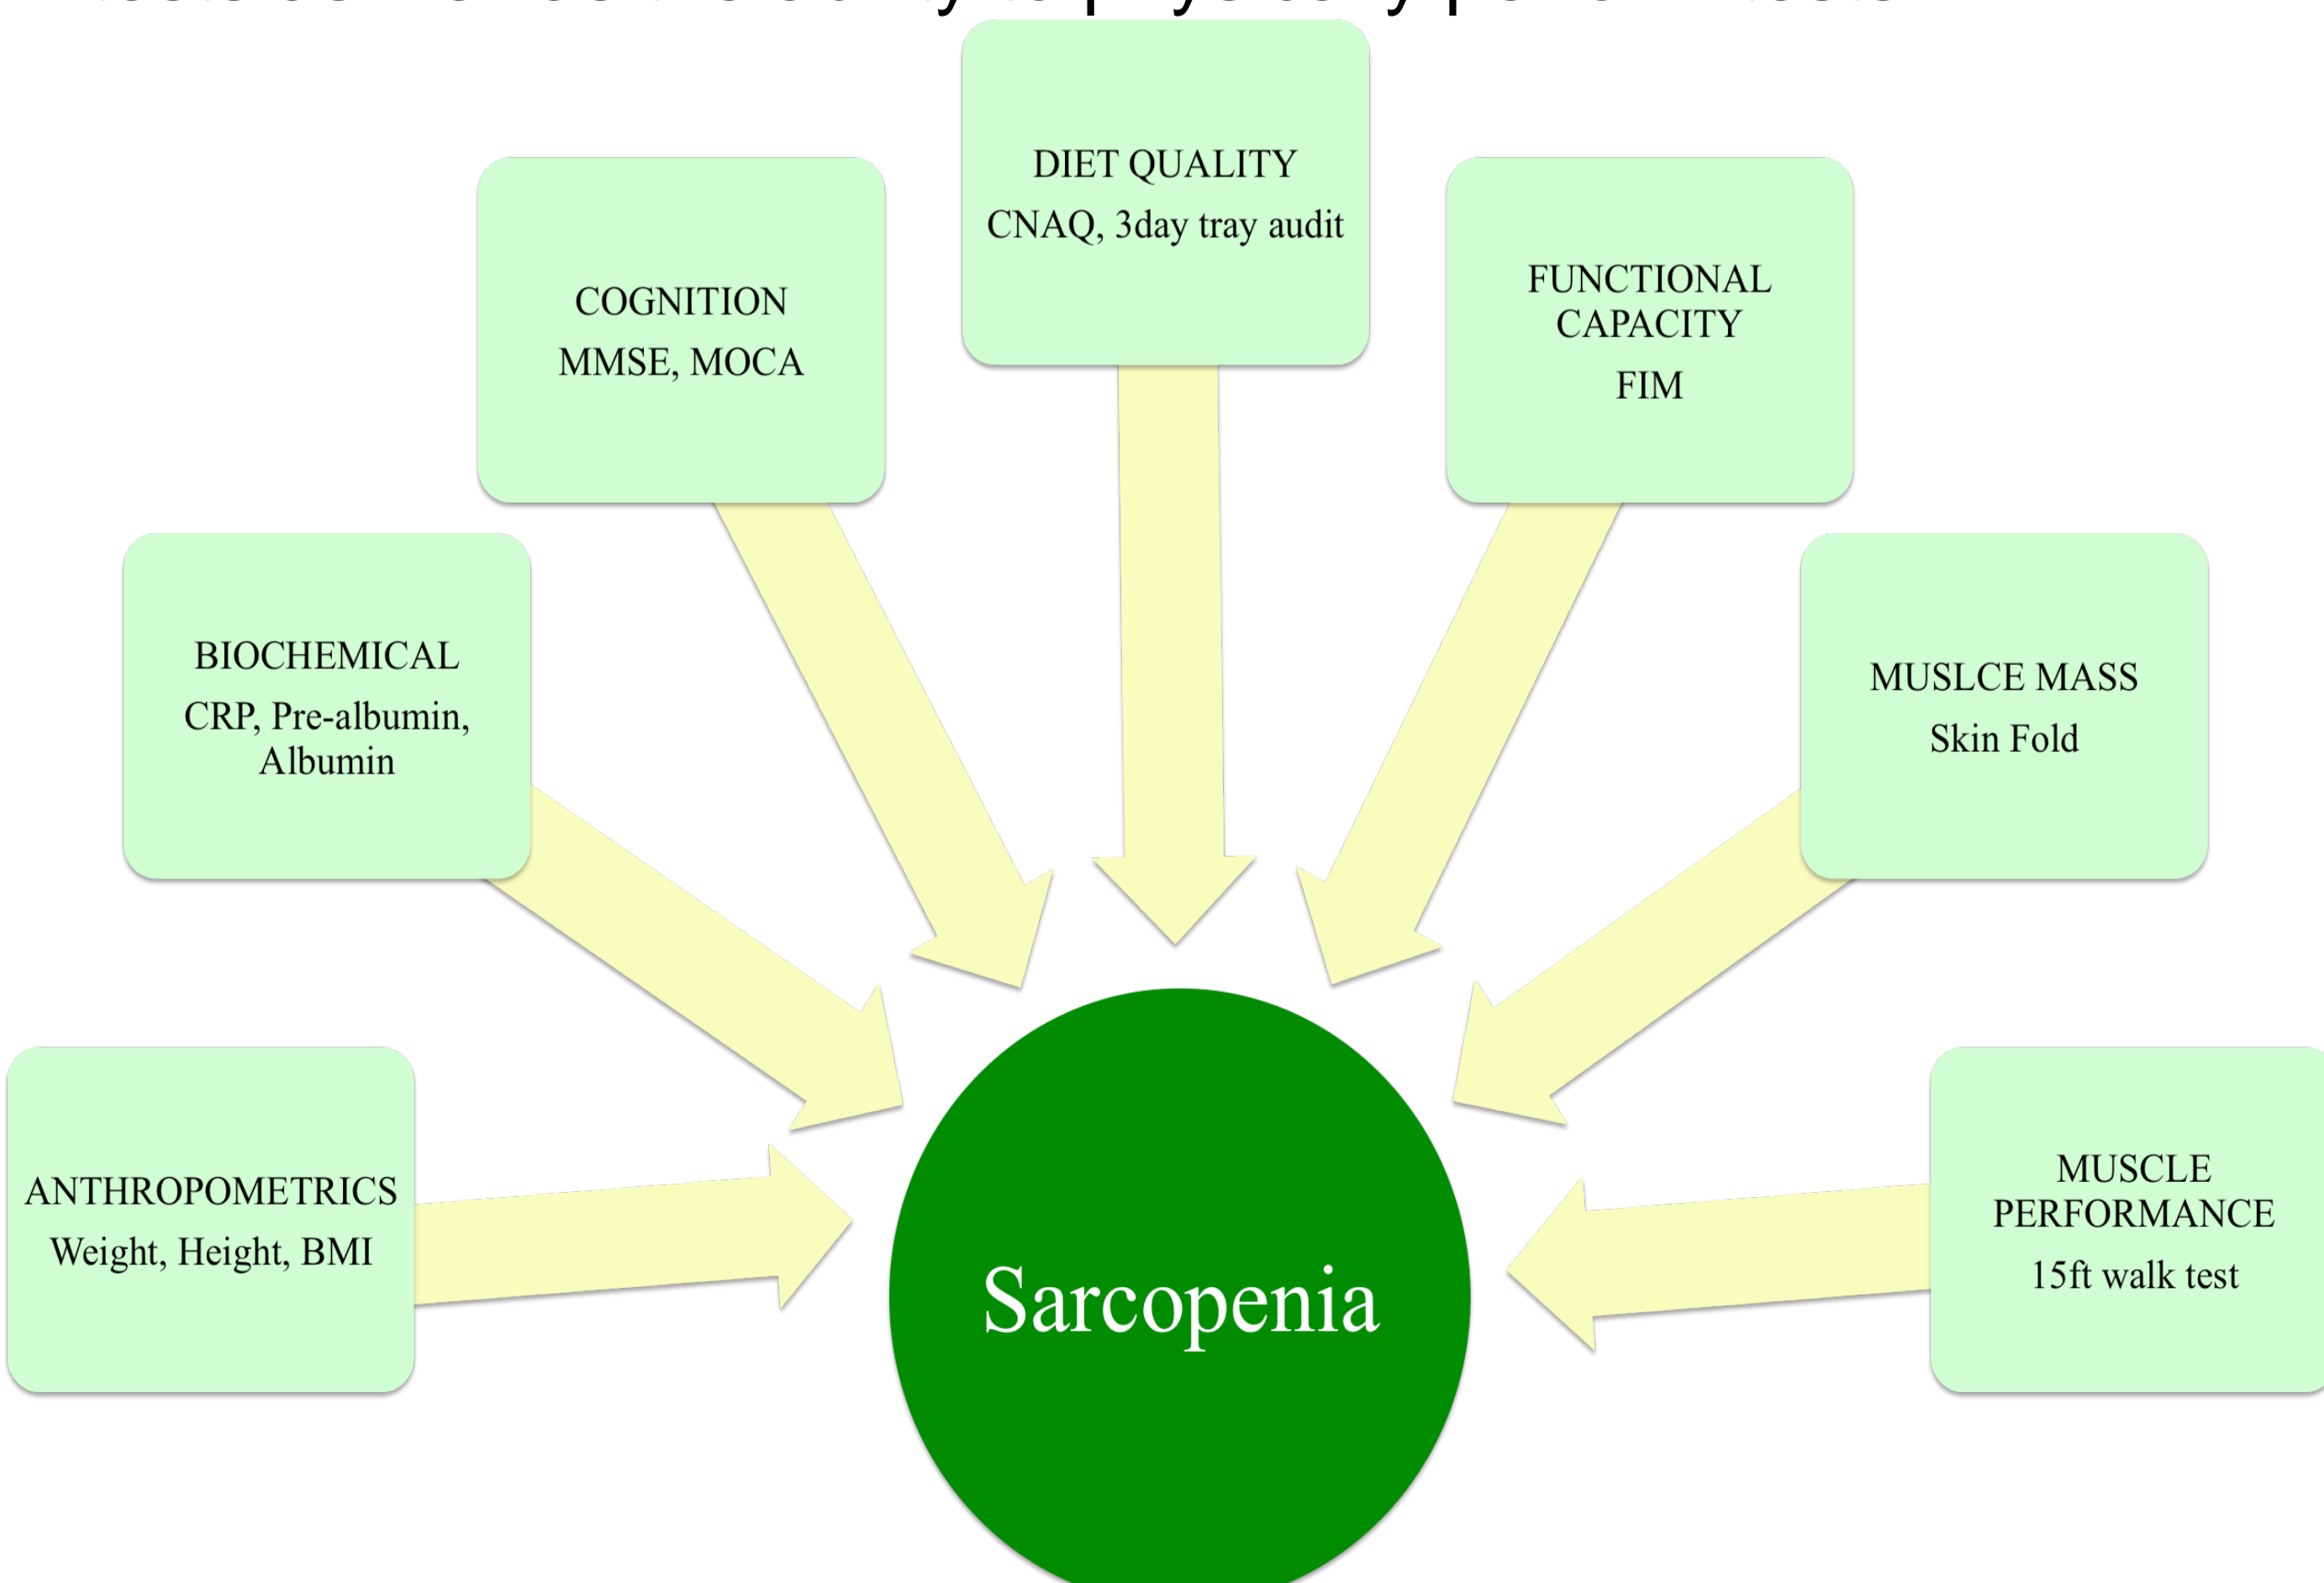 DIET QUALITY
CNAQ, 3day tray audit
COGNITION
MMSE, MOCA
FUNCTIONAL
CAPACITY
FIM
BIOCHEMICAL
CRP, Pre-albumin,
Albumin
MUSLCE MASS
Skin Fold
ANTHROPOMETRICS
Weight, Height, BMI
MUSCLE
PERFORMANCE
15ft walk test
Sarcopenia